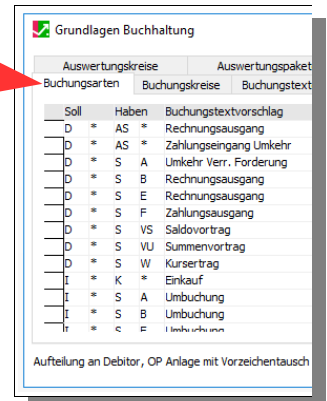 Grundlagen Buchhaltung
Auswertungskreise Auswertungspaket
Buchungsarten Buchungskreise Buchungstext
Soll Haben Buchungstextvorschlag
D * AS * Rechnungsausgang
D * AS * Zahlungseingang Umkehr
D * S A Umkehr Verr. Forderung
D * S B Rechnungsausgang
D * S E Rechnungsausgang
D * S F Zahlungsausgang
D * S VS Saldovortrag
D * S VU Summenvortrag
D * S W Kursertrag
I * K * Einkauf
I * S A Umbuchung
I * S B Umbuchung
I * S E Umbuchung
Aufteilung an Debitor, OP Anlage mit Vorzeichentausch